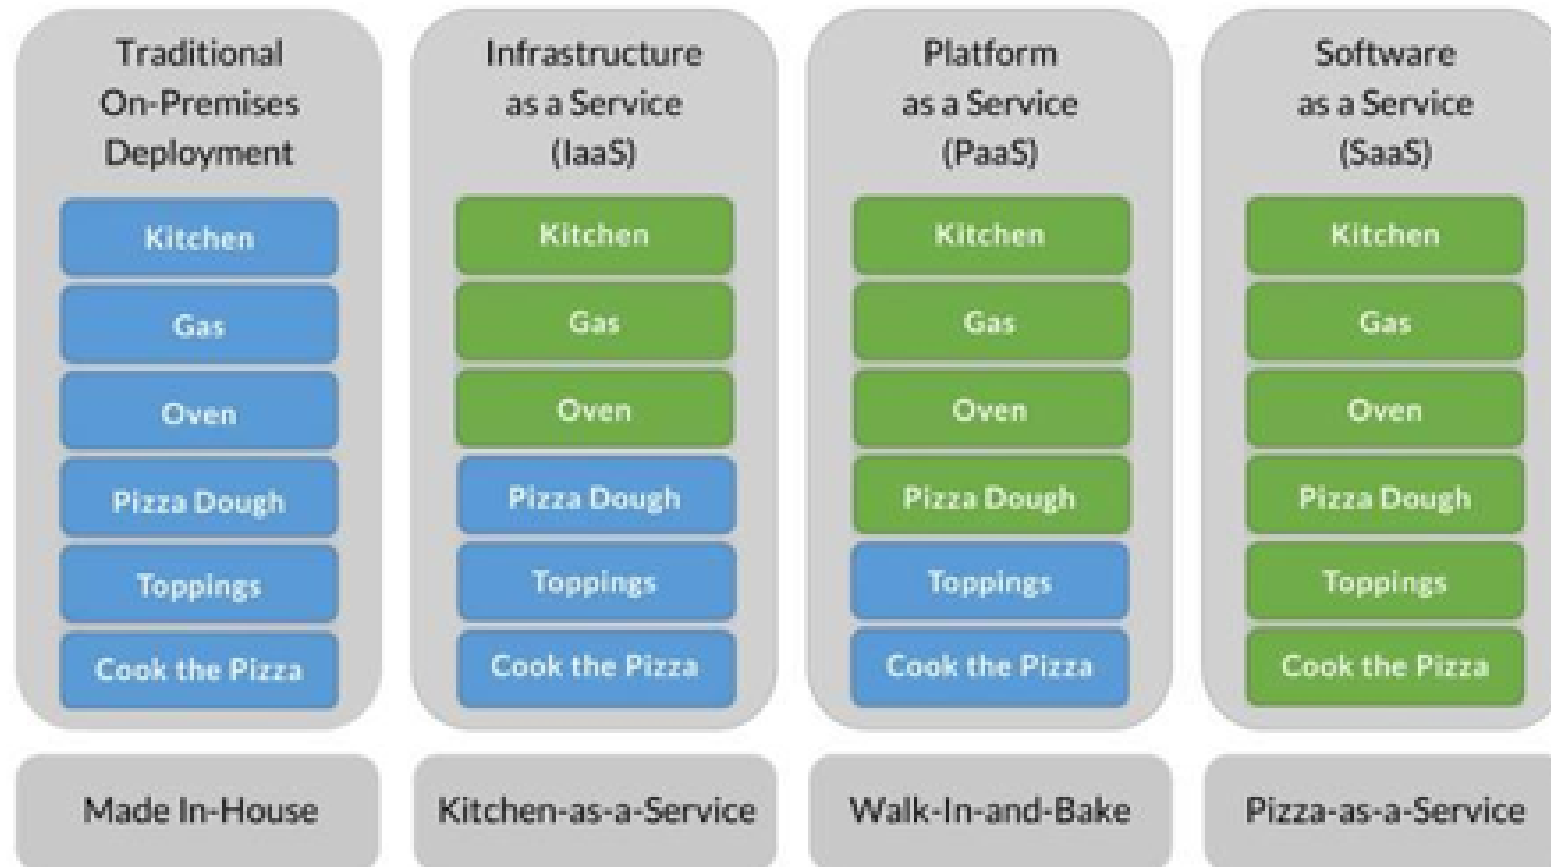 Traditional
On-Premises
Deployment
Kitchen
Gas
Oven
Pizza Dough
Toppings
Cook the Pizza
Made In-House
Infrastructure
as a Service
(IaaS)
Kitchen
Gas
Oven
Pizza Dough
Toppings
Cook the Pizza
Kitchen-as-a-Service
Platform
as a Service
(PaaS)
Kitchen
Gas
Oven
Pizza Dough
Toppings
Cook the Pizza
Walk-In-and-Bake
Software
as a Service
(SaaS)
Kitchen
Gas
Oven
Pizza Dough
Toppings
Cook the Pizza
Pizza-as-a-Service